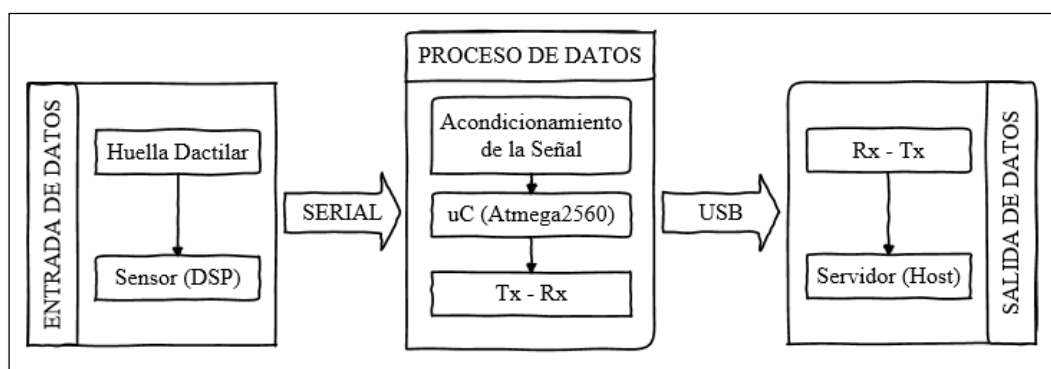 ENTRADA DE DATOS
Huella Dactilar
Sensor (DSP)
SERIAL
PROCESO DE DATOS
Acondicionamiento
de la Señal
uC (Atmega2560)
Tx - Rx
USB
Rx - Tx
Servidor (Host)
SALIDA DE DATOS